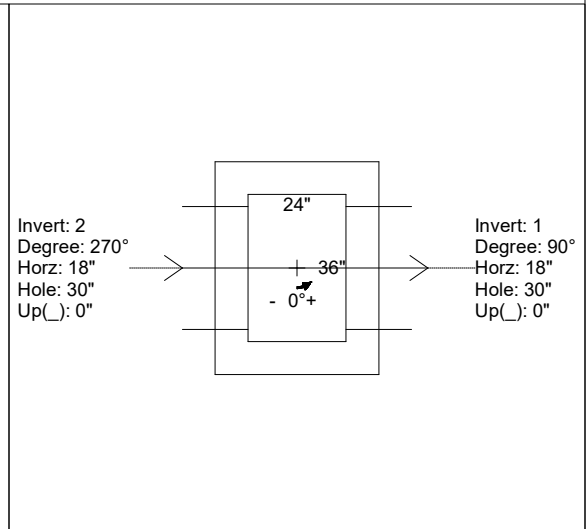 Invert: 2
Degree: 270°
Horz: 18"
Hole: 30"
Up(_): 0"
24"
36"
- 0°+
Invert: 1
Degree: 90°
Horz: 18"
Hole: 30"
Up(_): 0"